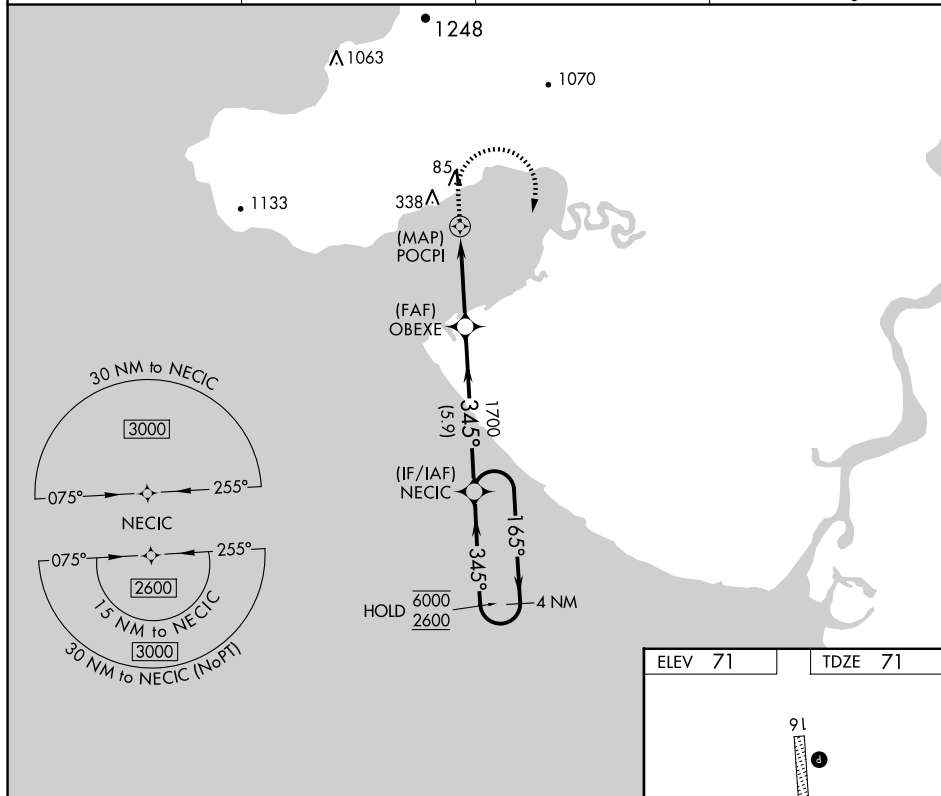 1248
1063
1070
85
338
1133
(MAP)
POCPI
(FAF)
OBEXE
30 NM to NECIC
3000
075°
255°
NECIC
075°
255°
2600
15 NM to NECIC
3000
30 NM to NECIC (NoPT)
1700
345°
(5.9)
(IF/IAF)
NECIC
165°
345°
HOLD
6000
2600
4 NM
ELEV 71
TDZE 71
16
P